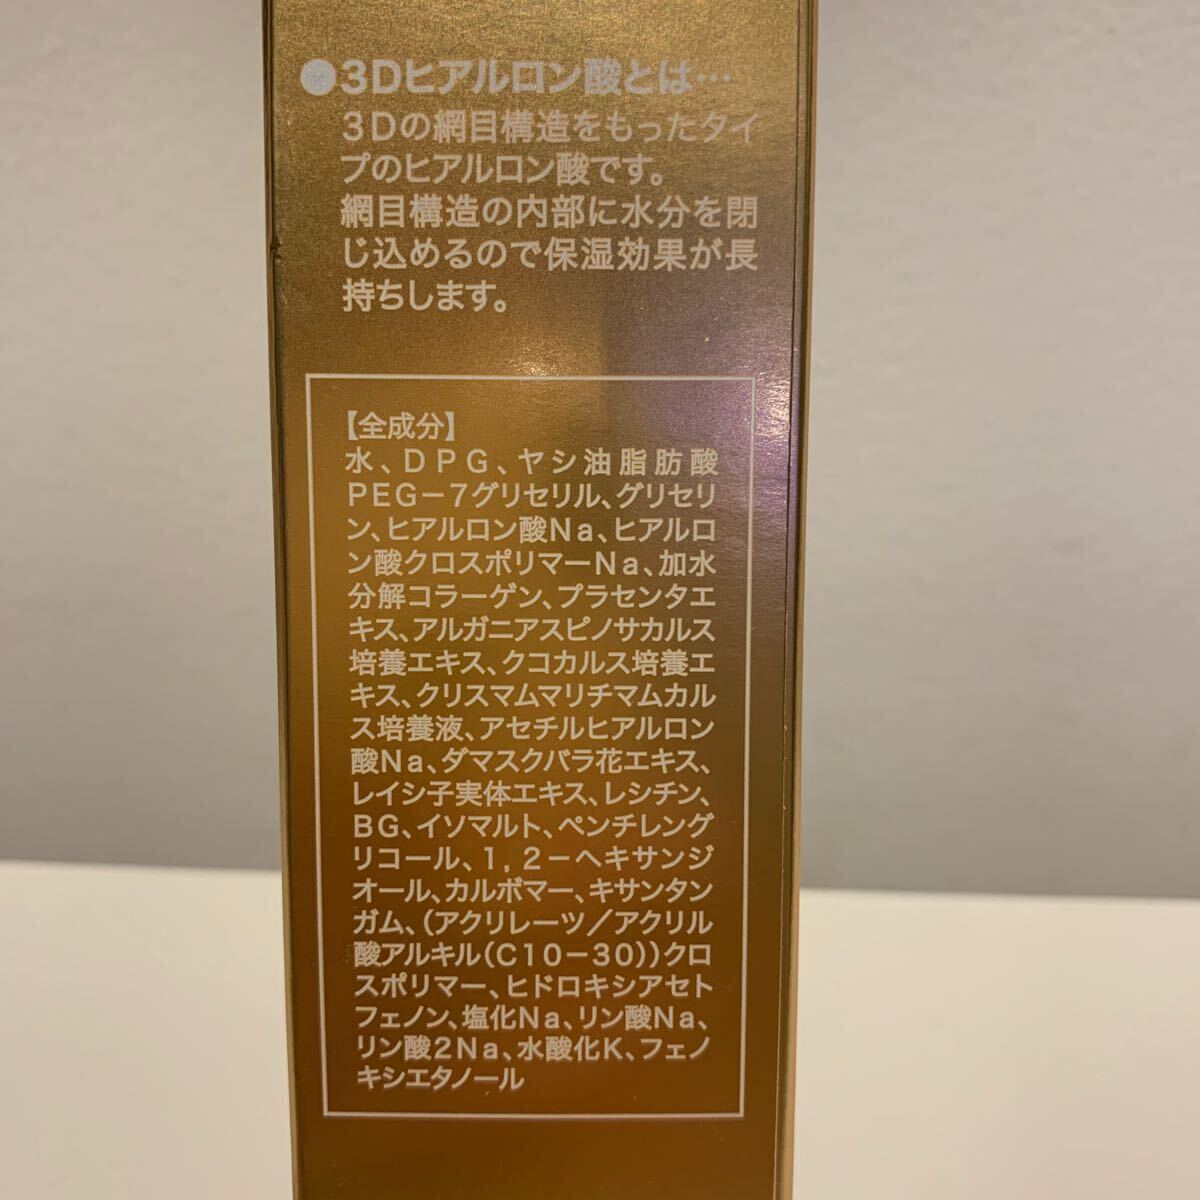 ●3Dヒアルロン酸とは…
3Dの網目構造をもったタイ
プのヒアルロン酸です。
網目構造の内部に水分を閉
じ込めるので保湿効果が長
持ちします。
【全成分】
水、DPG、ヤシ油脂肪酸
PEG－7グリセリル、グリセリ
ン、ヒアルロン酸Na、ヒアルロ
ン酸クロスポリマーNa、加水
分解コラーゲン、プラセンタエ
キス、アルガニアスピノサカルス
培養エキス、クコカルス培養エ
キス、クリスマムマリチマムカル
ス培養液、アセチルヒアルロン
酸Na、ダマスクバラ花エキス、
レイシ子実体エキス、レシチン、
BG、イソマルト、ペンチレング
リコール、1,2－ヘキサンジ
オール、カルボマー、キサンタン
ガム、(アクリレーツ／アクリル
酸アルキル(C10－30))クロ
スポリマー、ヒドロキシアセト
フェノン、塩化Na、リン酸Na、
リン酸2Na、水酸化K、フェノ
キシエタノール